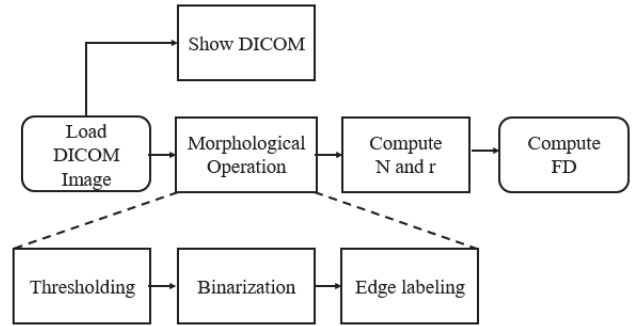 Show DICOM
Load
DICOM
Image
Morphological
Operation
Compute
N and r
Compute
FD
Thresholding
Binarization
Edge labeling